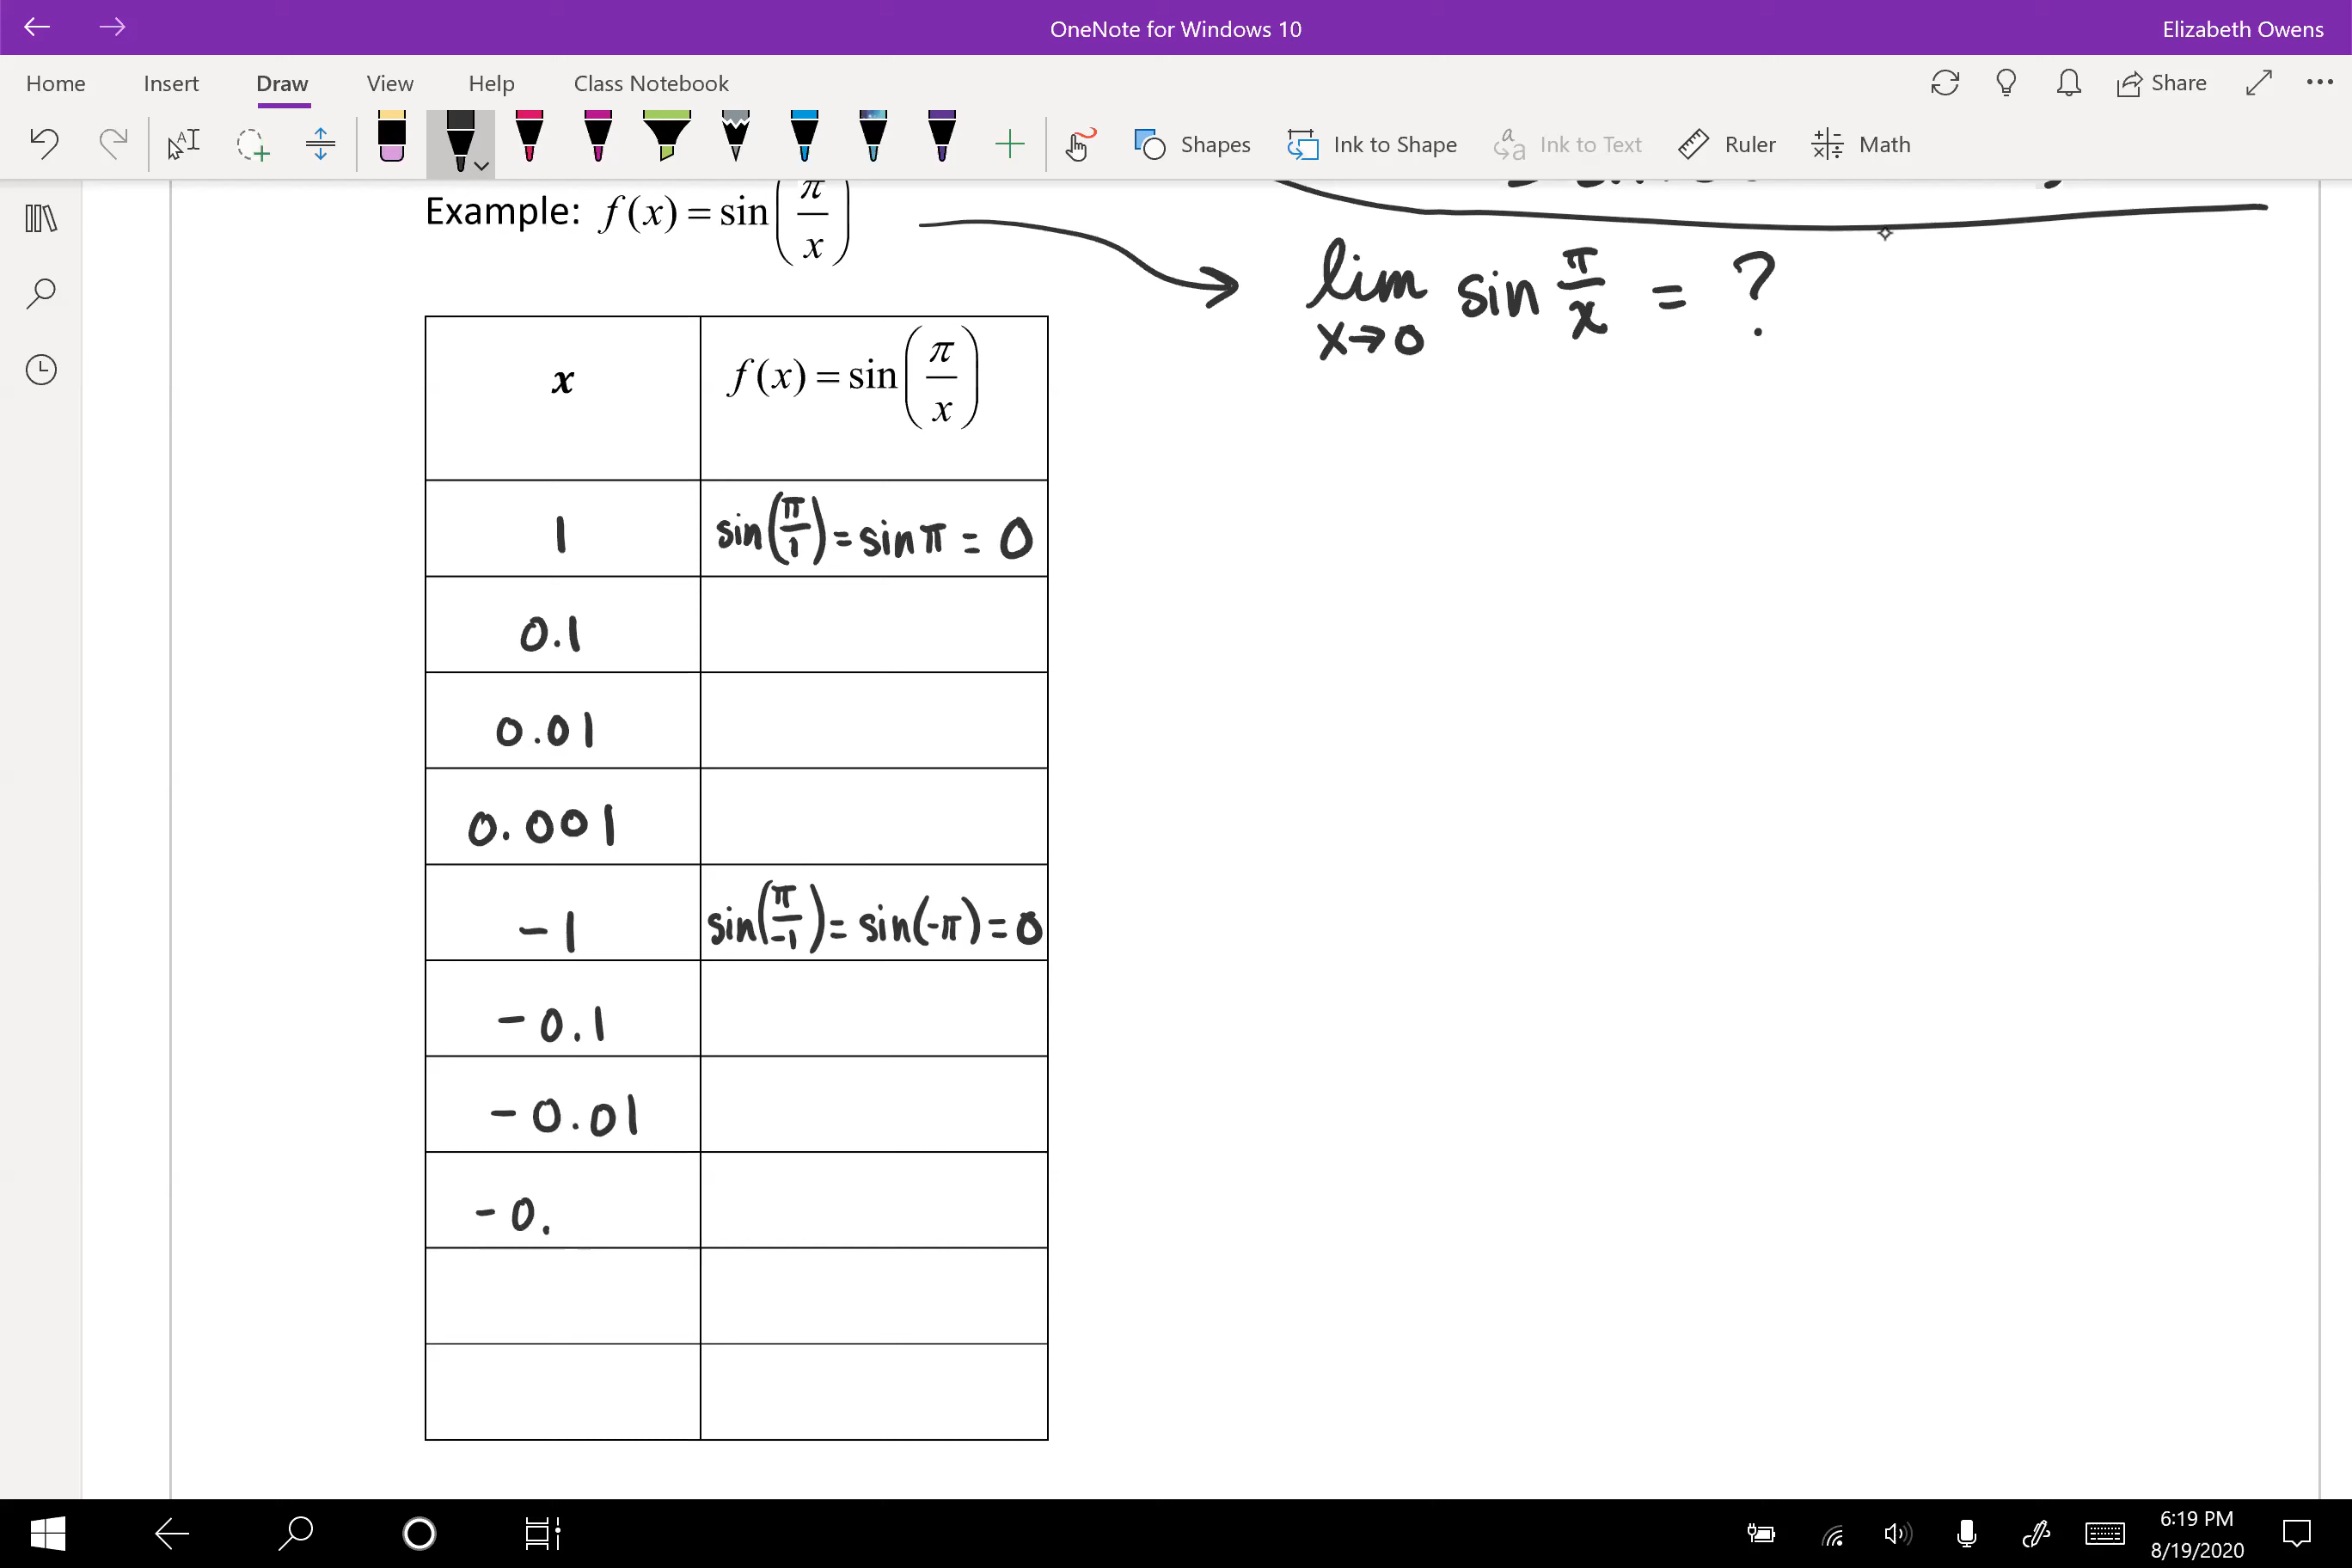 OneNote for Windows 10
Elizabeth Owens
Home Insert Draw View Help Class Notebook
Share
Shapes Ink to Shape Ink to Text Ruler Math
Example: f(x) = sin(π/x)
lim x→0 sin π/x = ?
x f(x) = sin(π/x)
1 sin(π/1) = sin π = 0
0.1
0.01
0.001
-1 sin(π/-1) = sin(-π) = 0
-0.1
-0.01
-0.
6:19 PM
8/19/2020